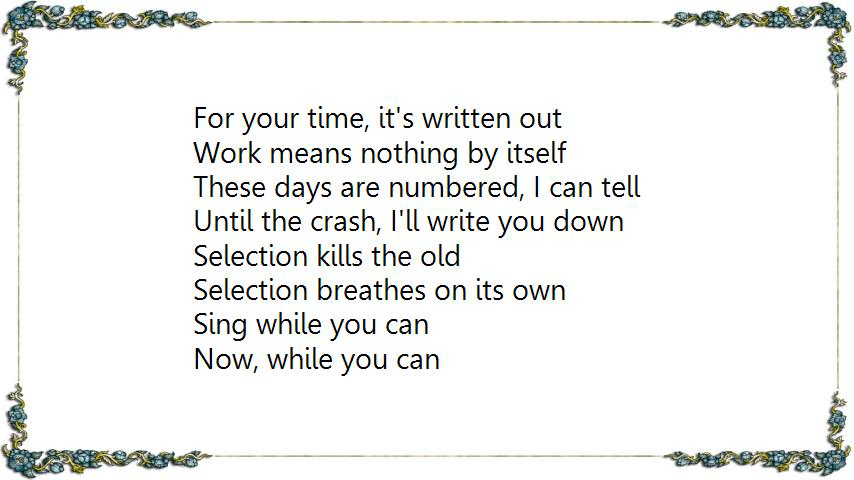 For your time, it's written out
Work means nothing by itself
These days are numbered, I can tell
Until the crash, I'll write you down
Selection kills the old
Selection breathes on its own
Sing while you can
Now, while you can